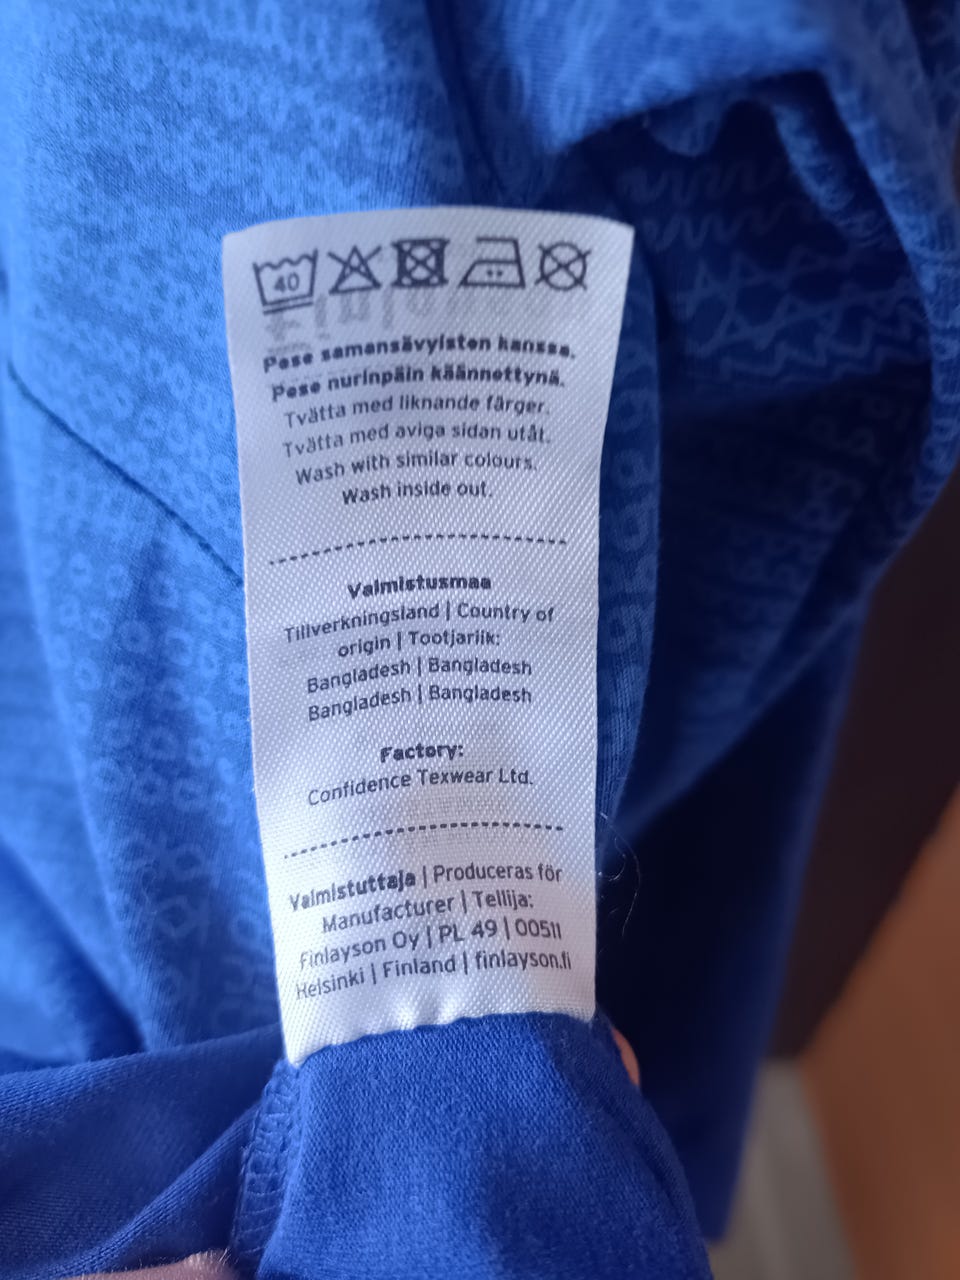 40
Pese samansävyisten kanssa.
Pese nurinpäin käännettynä.
Tvätta med liknande färger.
Tvätta med aviga sidan utåt.
Wash with similar colours.
Wash inside out.
Valmistusmaa
Tillverkningsland | Country of
origin | Tootjariik:
Bangladesh | Bangladesh
Bangladesh | Bangladesh
Factory:
Confidence Texwear Ltd.
Valmistuttaja | Produceras för
Manufacturer | Tellija:
Finlayson Oy | PL 49 | 00511
Helsinki | Finland | finlayson.fi